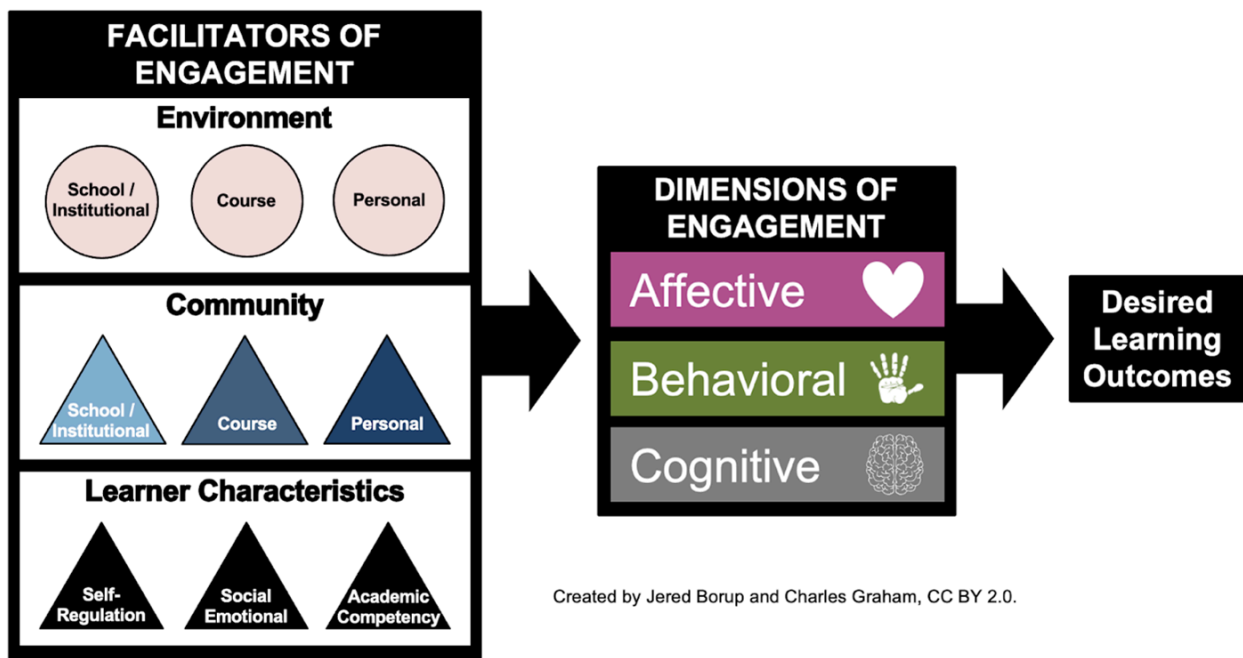 FACILITATORS OF
ENGAGEMENT
Environment
School /
Institutional
Course
Personal
Community
School /
Institutional
Course
Personal
Learner Characteristics
Self-
Regulation
Social
Emotional
Academic
Competency
DIMENSIONS OF
ENGAGEMENT
Affective
Behavioral
Cognitive
Desired
Learning
Outcomes
Created by Jered Borup and Charles Graham, CC BY 2.0.